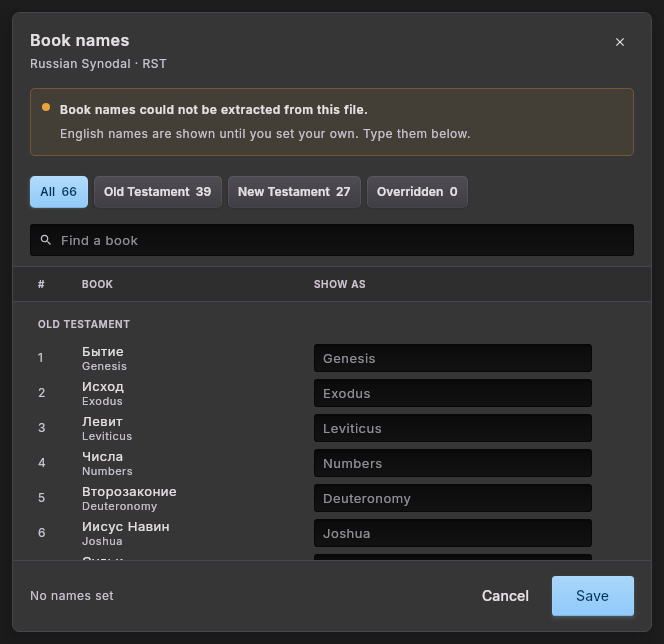 Book names
Russian Synodal · RST
Book names could not be extracted from this file.
English names are shown until you set your own. Type them below.
All 66 Old Testament 39 New Testament 27 Overridden 0
Find a book
# BOOK SHOW AS
OLD TESTAMENT
1 Бытие Genesis
Genesis
2 Исход Exodus
Exodus
3 Левит Leviticus
Leviticus
4 Числа Numbers
Numbers
5 Второзаконие Deuteronomy
Deuteronomy
6 Иисус Навин Joshua
Joshua
No names set Cancel Save